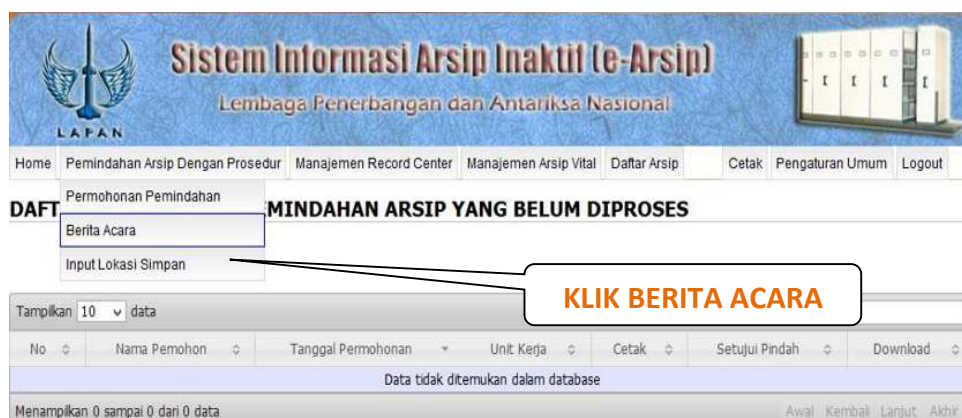 Sistem Informasi Arsip Inaktif (e-Arsip)
Lembaga Penerbangan dan Antariksa Nasional
LAPAN
Home Pemindahan Arsip Dengan Prosedur Manajemen Record Center Manajemen Arsip Vital Daftar Arsip Cetak Pengaturan Umum Logout
Permohonan Pemindahan
DAFT MINDAHAN ARSIP YANG BELUM DIPROSES
Berita Acara
Input Lokasi Simpan
KLIK BERITA ACARA
Tampilkan 10 data
No Nama Pemohon Tanggal Permohonan Unit Kerja Cetak Setujui Pindah Download
Data tidak ditemukan dalam database
Menampilkan 0 sampai 0 dari 0 data Awal Kembali Lanjut Akhir